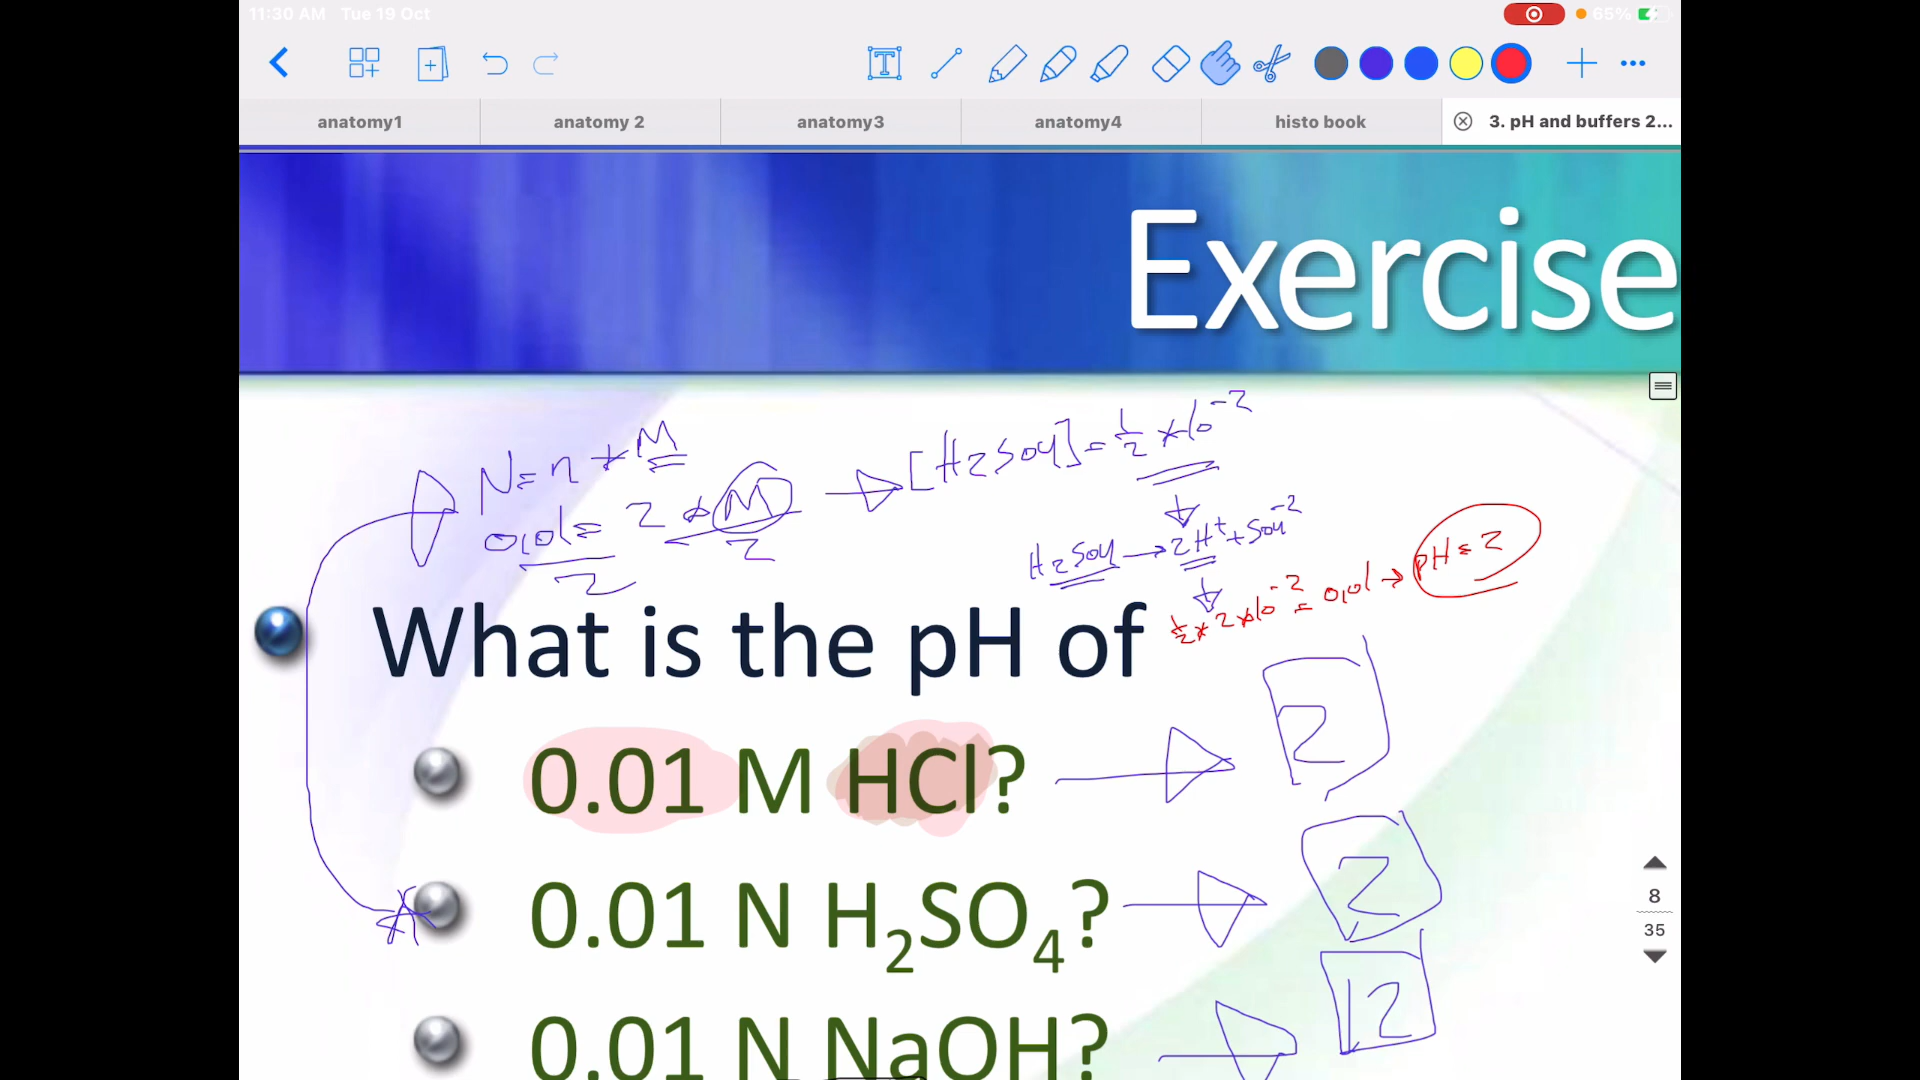 11:30 AM Tue 19 Oct
65%
T
anatomy1
anatomy 2
anatomy3
anatomy4
histo book
3. pH and buffers 2...
Exercise
N = n * M
0,01 = 2 * M
2 2
[H2SO4] = 1/2 * 10^-2
H2SO4 → 2H+ + SO4^-2
1/2 * 2 * 10^-2 = 0,01 → pH = 2
What is the pH of
0.01 M HCl?
2
0.01 N H₂SO₄?
2
0.01 N NaOH?
12
8
35